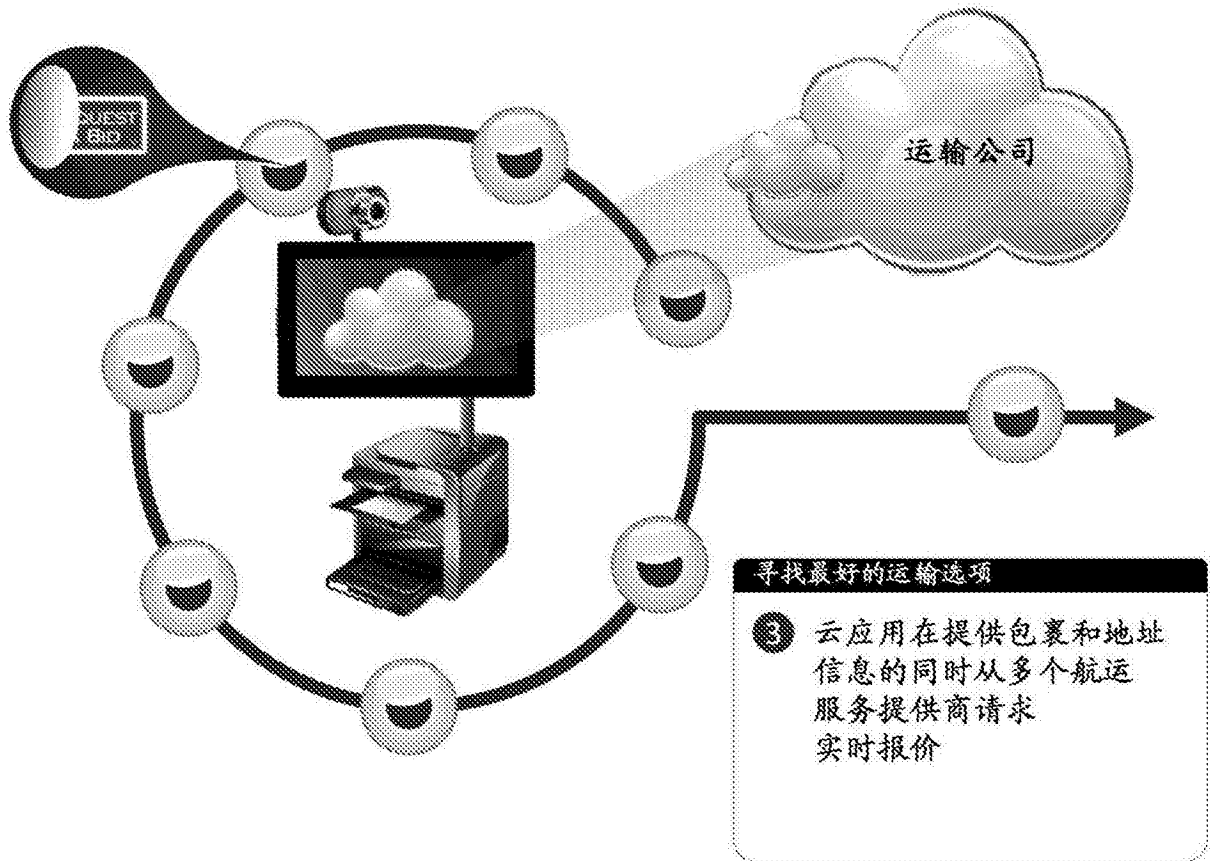 BID
运输公司
寻找最好的运输选项
3 云应用在提供包裹和地址
信息的同时从多个航运
服务提供商请求
实时报价